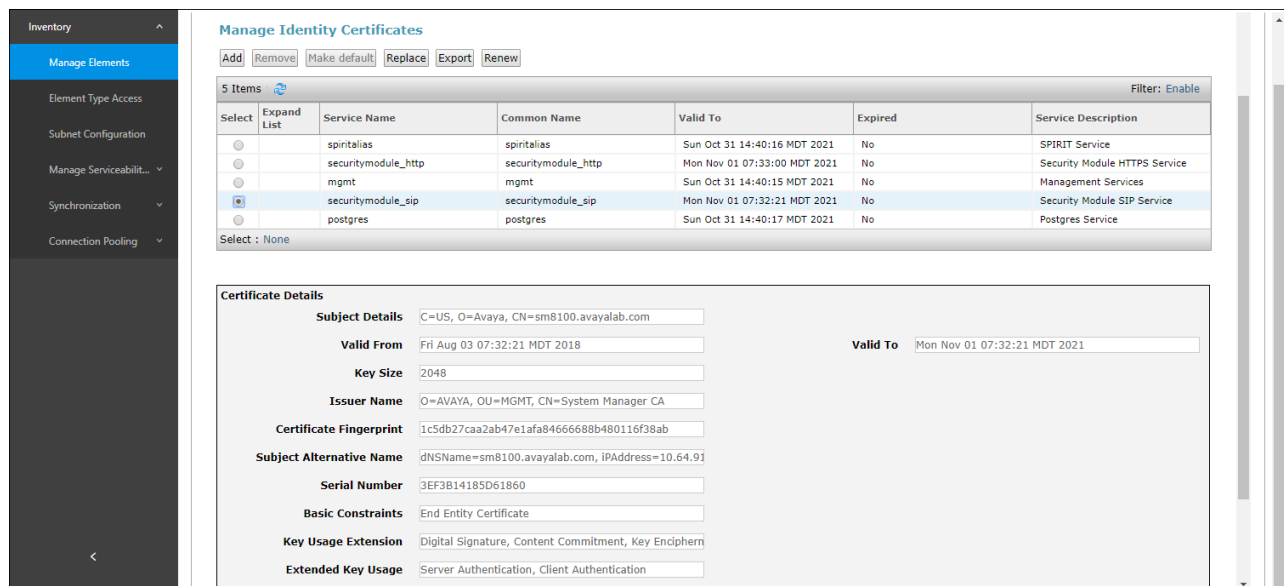 Inventory
Manage Elements
Element Type Access
Subnet Configuration
Manage Serviceabilit...
Synchronization
Connection Pooling
Manage Identity Certificates
Add Remove Make default Replace Export Renew
5 Items Filter: Enable
Select Expand List Service Name Common Name Valid To Expired Service Description
spiritalias spiritalias Sun Oct 31 14:40:16 MDT 2021 No SPIRIT Service
securitymodule_http securitymodule_http Mon Nov 01 07:33:00 MDT 2021 No Security Module HTTPS Service
mgmt mgmt Sun Oct 31 14:40:15 MDT 2021 No Management Services
securitymodule_sip securitymodule_sip Mon Nov 01 07:32:21 MDT 2021 No Security Module SIP Service
postgres postgres Sun Oct 31 14:40:17 MDT 2021 No Postgres Service
Select : None
Certificate Details
Subject Details C=US, O=Avaya, CN=sm8100.avayalab.com
Valid From Fri Aug 03 07:32:21 MDT 2018 Valid To Mon Nov 01 07:32:21 MDT 2021
Key Size 2048
Issuer Name O=AVAYA, OU=MGMT, CN=System Manager CA
Certificate Fingerprint 1c5db27caa2ab47e1afa84666688b480116f38ab
Subject Alternative Name dNSName=sm8100.avayalab.com, iPAddress=10.64.91
Serial Number 3EF3B14185D61860
Basic Constraints End Entity Certificate
Key Usage Extension Digital Signature, Content Commitment, Key Encipherm
Extended Key Usage Server Authentication, Client Authentication